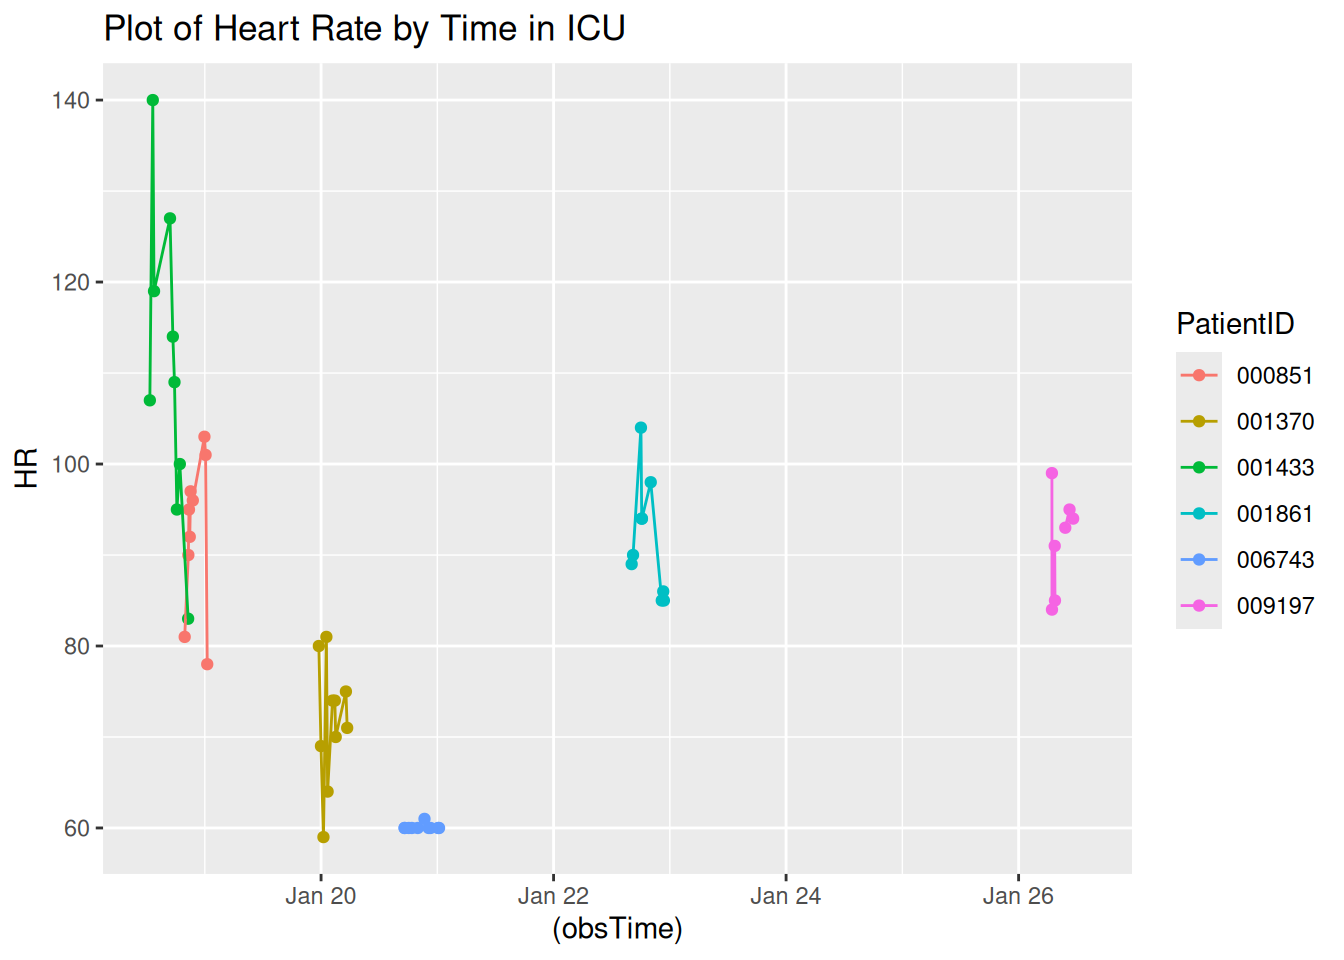 Plot of Heart Rate by Time in ICU
140
120
100
80
60
HR
Jan 20
Jan 22
Jan 24
Jan 26
(obsTime)
PatientID
000851
001370
001433
001861
006743
009197